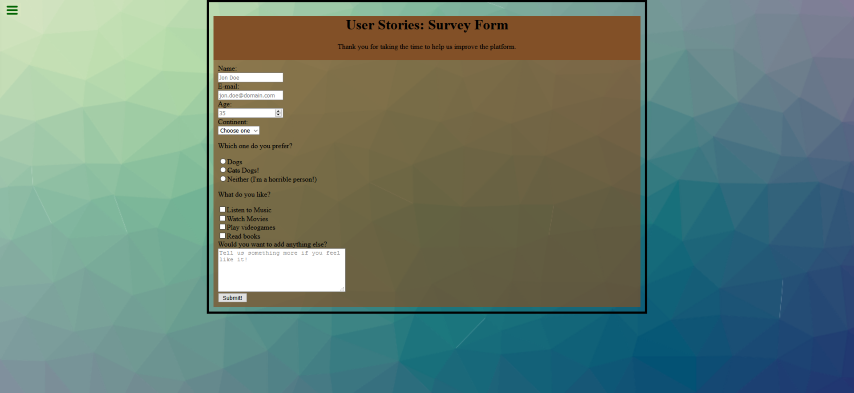 User Stories: Survey Form
Thank you for taking the time to help us improve the platform.
Name:
Jon Doe
E-mail:
jon.doe@domain.com
Age:
35
Continent:
Choose one
Which one do you prefer?
Dogs
Cats Dogs!
Neither (I'm a horrible person!)
What do you like?
Listen to Music
Watch Movies
Play videogames
Read books
Would you want to add anything else?
Tell us something more if you feel
like it!
Submit!